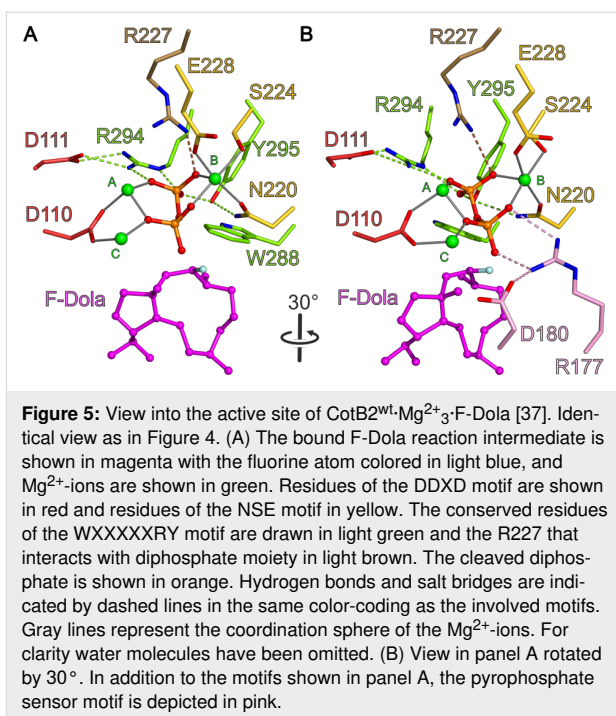 A
B
R227
E228
S224
R294
D111
Y295
B
A
D110
N220
C
W288
F-Dola
30°
R227
E228
Y295
S224
R294
D111
A
B
N220
D110
C
F-Dola
D180
R177
Figure 5: View into the active site of CotB2ʷᵗ·Mg²⁺₃·F-Dola [37]. Iden-
tical view as in Figure 4. (A) The bound F-Dola reaction intermediate is
shown in magenta with the fluorine atom colored in light blue, and
Mg²⁺-ions are shown in green. Residues of the DDXD motif are shown
in red and residues of the NSE motif in yellow. The conserved residues
of the WXXXXXRY motif are drawn in light green and the R227 that
interacts with diphosphate moiety in light brown. The cleaved diphos-
phate is shown in orange. Hydrogen bonds and salt bridges are indi-
cated by dashed lines in the same color-coding as the involved motifs.
Gray lines represent the coordination sphere of the Mg²⁺-ions. For
clarity water molecules have been omitted. (B) View in panel A rotated
by 30°. In addition to the motifs shown in panel A, the pyrophosphate
sensor motif is depicted in pink.